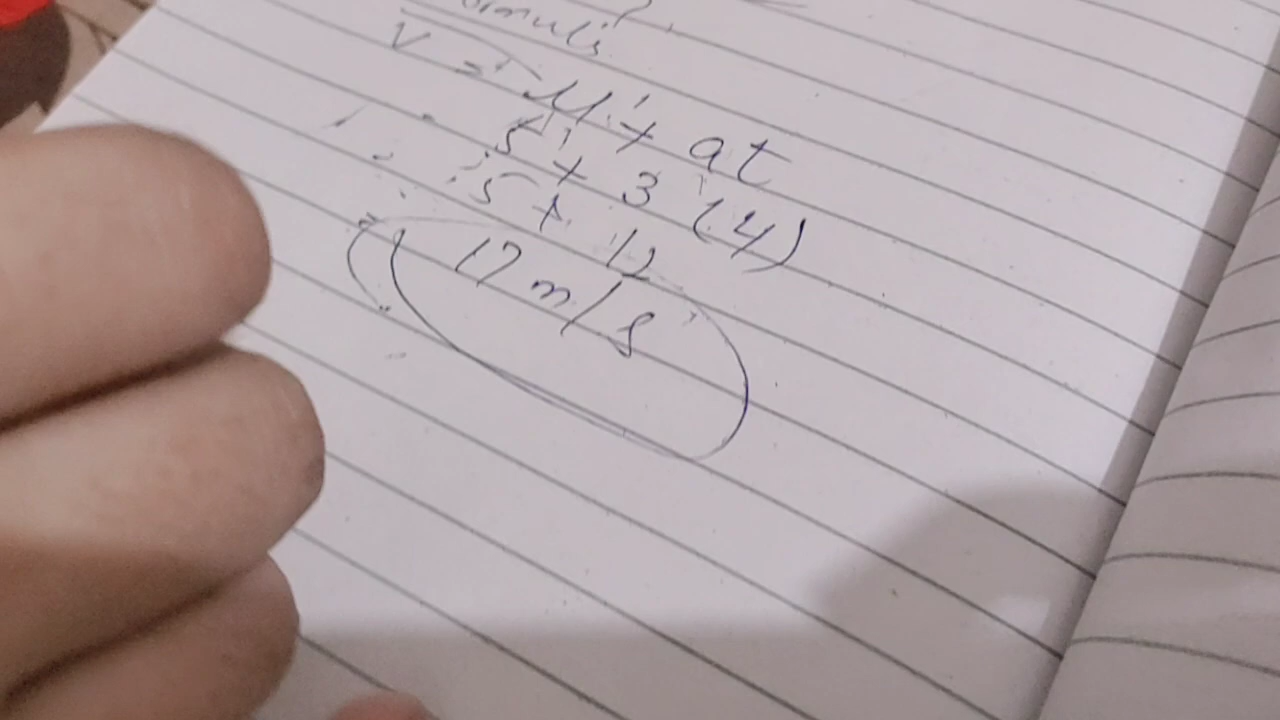 V = u + at
5 + 3 (4)
5 + 12
17 m/s